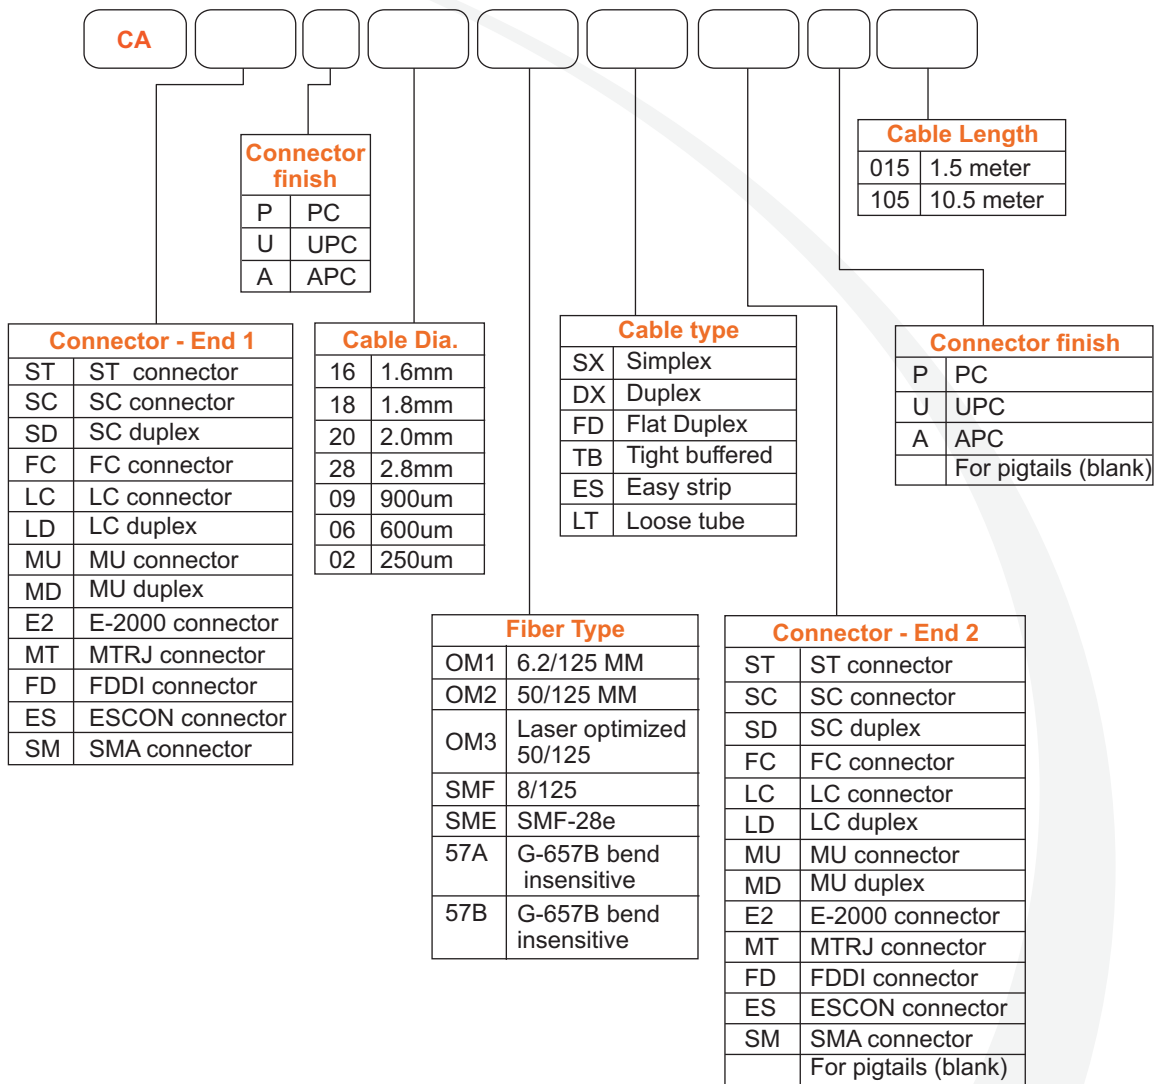 CA
Cable Length
015 1.5 meter
105 10.5 meter
Connector
finish
P PC
U UPC
A APC
Connector - End 1
ST ST connector
SC SC connector
SD SC duplex
FC FC connector
LC LC connector
LD LC duplex
MU MU connector
MD MU duplex
E2 E-2000 connector
MT MTRJ connector
FD FDDI connector
ES ESCON connector
SM SMA connector
Cable Dia.
16 1.6mm
18 1.8mm
20 2.0mm
28 2.8mm
09 900um
06 600um
02 250um
Cable type
SX Simplex
DX Duplex
FD Flat Duplex
TB Tight buffered
ES Easy strip
LT Loose tube
Connector finish
P PC
U UPC
A APC
For pigtails (blank)
Fiber Type
OM1 6.2/125 MM
OM2 50/125 MM
OM3 Laser optimized
50/125
SMF 8/125
SME SMF-28e
57A G-657B bend
insensitive
57B G-657B bend
insensitive
Connector - End 2
ST ST connector
SC SC connector
SD SC duplex
FC FC connector
LC LC connector
LD LC duplex
MU MU connector
MD MU duplex
E2 E-2000 connector
MT MTRJ connector
FD FDDI connector
ES ESCON connector
SM SMA connector
For pigtails (blank)